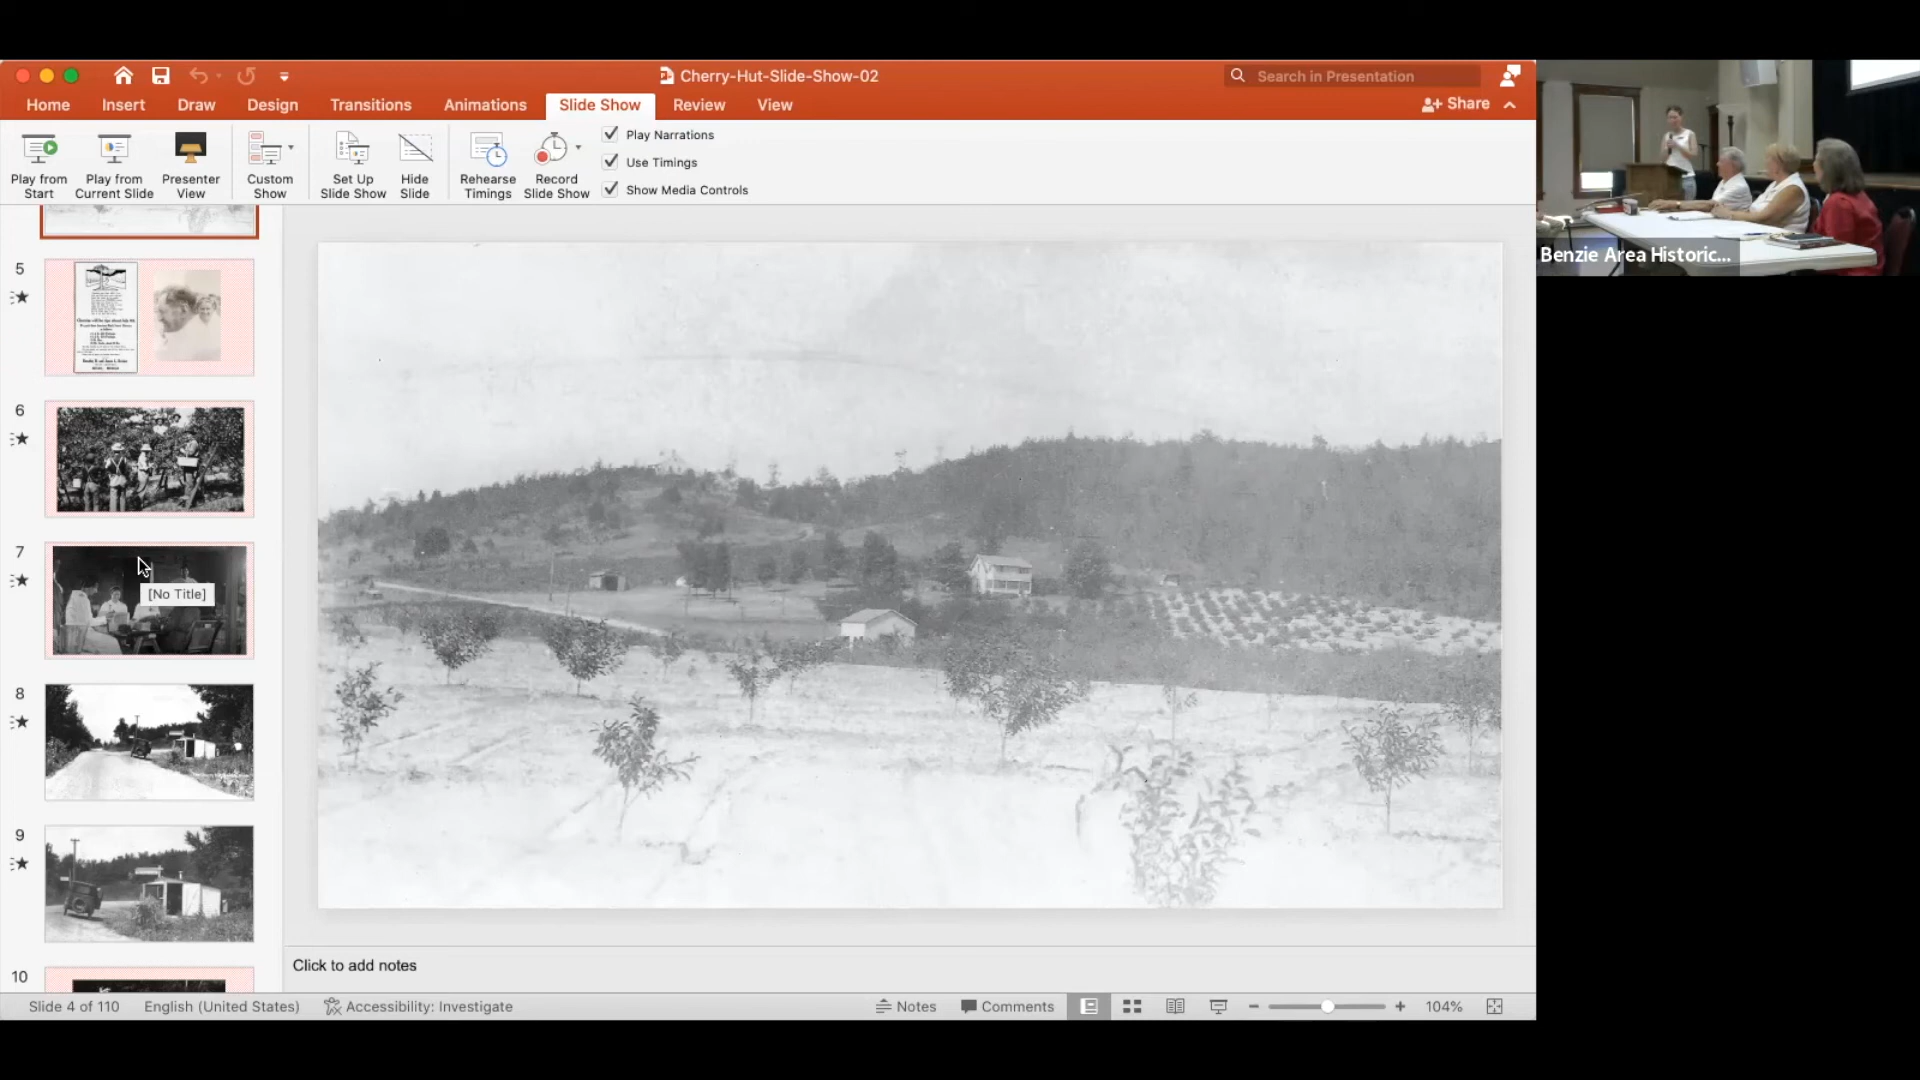 Cherry-Hut-Slide-Show-02
Search in Presentation
Home Insert Draw Design Transitions Animations Slide Show Review View
Share
Play from Start
Play from Current Slide
Presenter View
Custom Show
Set Up Slide Show
Hide Slide
Rehearse Timings
Record Slide Show
Play Narrations
Use Timings
Show Media Controls
5
6
7
[No Title]
8
9
10
Click to add notes
Slide 4 of 110
English (United States)
Accessibility: Investigate
Notes
Comments
104%
Benzie Area Historic...